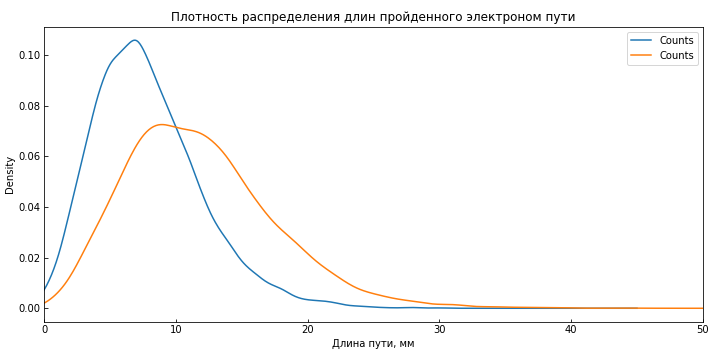 Плотность распределения длин пройденного электроном пути
Counts
Counts
Density
0.10
0.08
0.06
0.04
0.02
0.00
0 10 20 30 40 50
Длина пути, мм